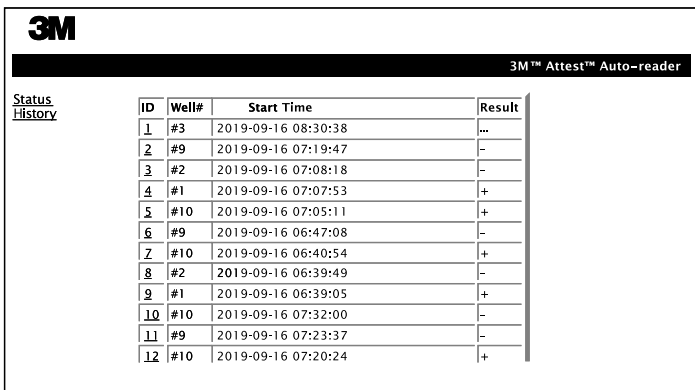 3M
3M™ Attest™ Auto-reader
Status
History
ID Well# Start Time Result
1 #3 2019-09-16 08:30:38 ...
2 #9 2019-09-16 07:19:47 -
3 #2 2019-09-16 07:08:18 -
4 #1 2019-09-16 07:07:53 +
5 #10 2019-09-16 07:05:11 +
6 #9 2019-09-16 06:47:08 -
7 #10 2019-09-16 06:40:54 +
8 #2 2019-09-16 06:39:49 -
9 #1 2019-09-16 06:39:05 +
10 #10 2019-09-16 07:32:00 -
11 #9 2019-09-16 07:23:37 -
12 #10 2019-09-16 07:20:24 +